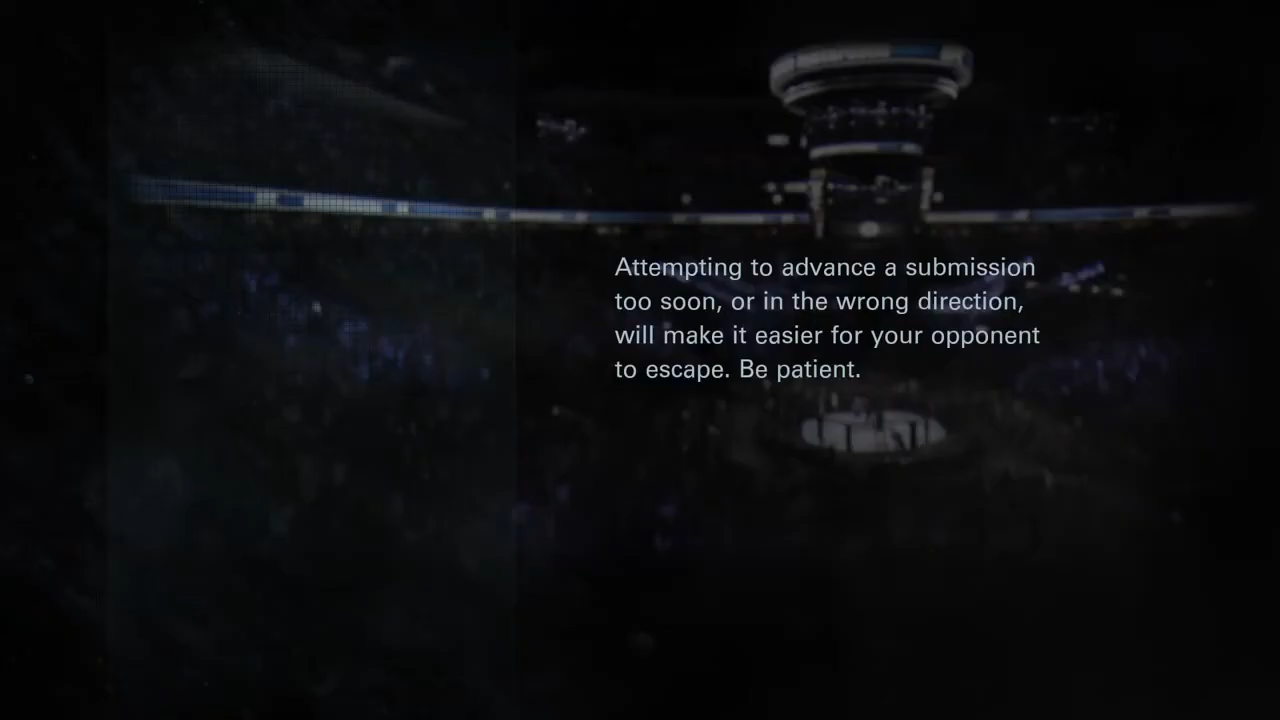 Attempting to advance a submission
too soon, or in the wrong direction,
will make it easier for your opponent
to escape. Be patient.